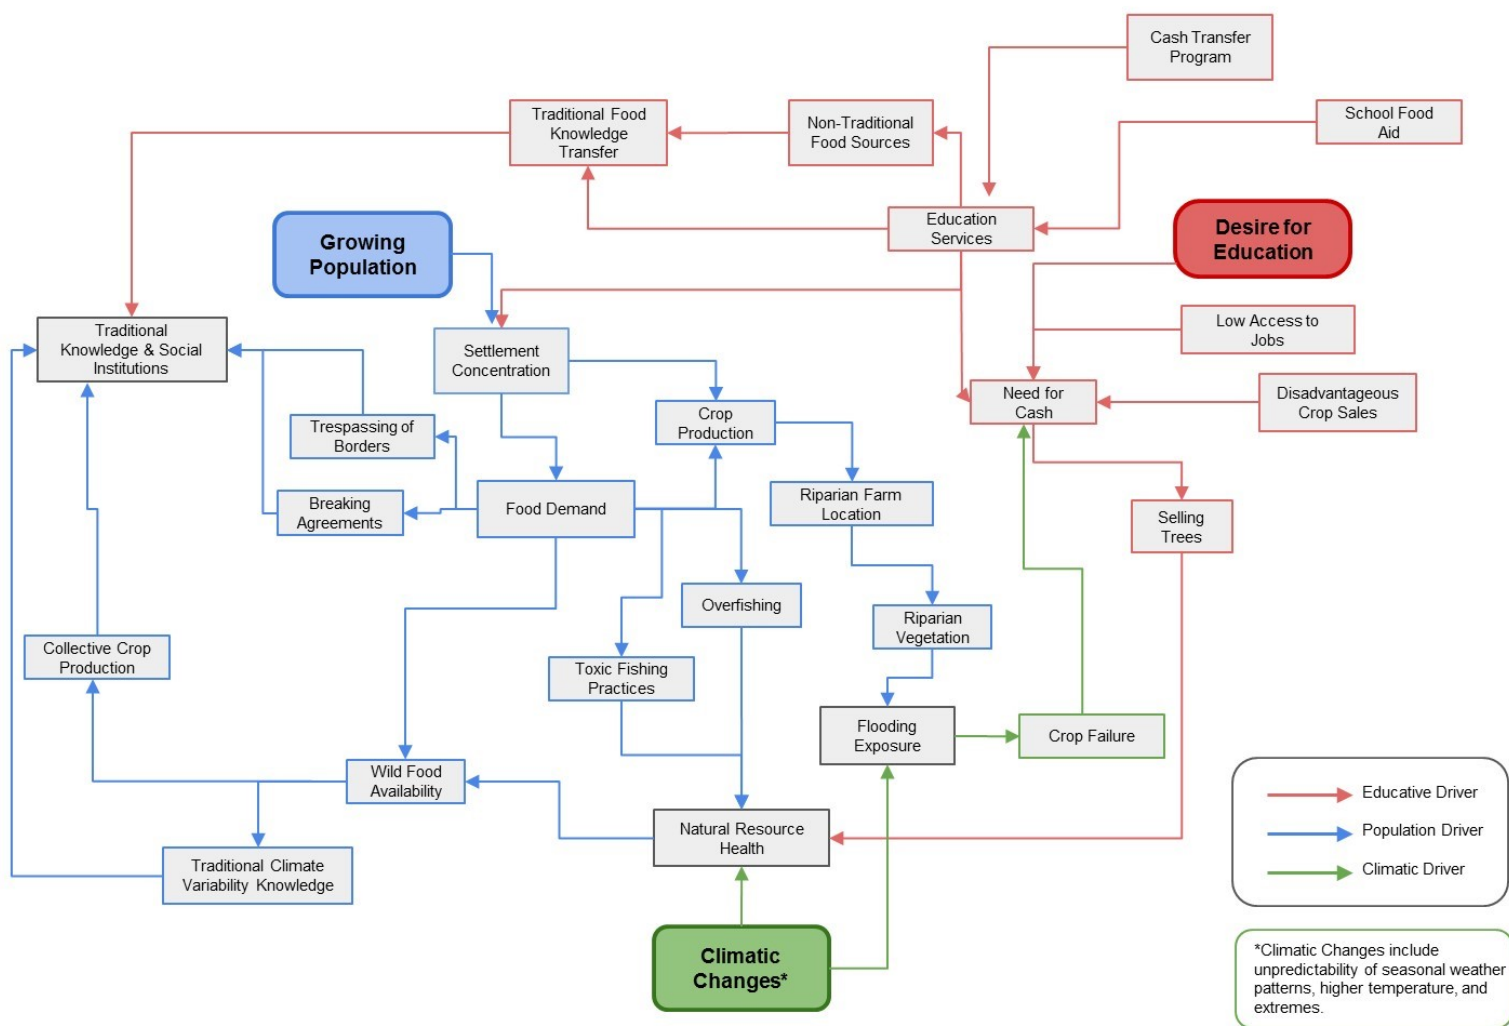 Cash Transfer
Program
Traditional Food
Knowledge
Transfer
Non-Traditional
Food Sources
School Food
Aid
Education
Services
Growing
Population
Desire for
Education
Traditional
Knowledge & Social
Institutions
Settlement
Concentration
Low Access to
Jobs
Need for
Cash
Disadvantageous
Crop Sales
Trespassing of
Borders
Crop
Production
Breaking
Agreements
Food Demand
Riparian Farm
Location
Selling
Trees
Overfishing
Riparian
Vegetation
Collective Crop
Production
Toxic Fishing
Practices
Flooding
Exposure
Crop Failure
Wild Food
Availability
Natural Resource
Health
Traditional Climate
Variability Knowledge
Climatic
Changes*
Educative Driver
Population Driver
Climatic Driver
*Climatic Changes include
unpredictability of seasonal weather
patterns, higher temperature, and
extremes.